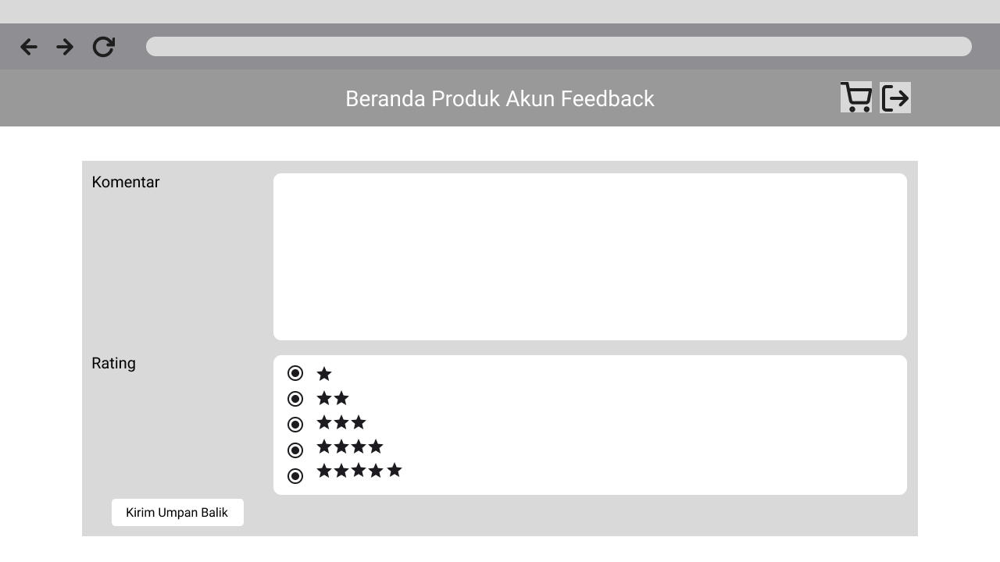 Beranda Produk Akun Feedback
Komentar
Rating
Kirim Umpan Balik